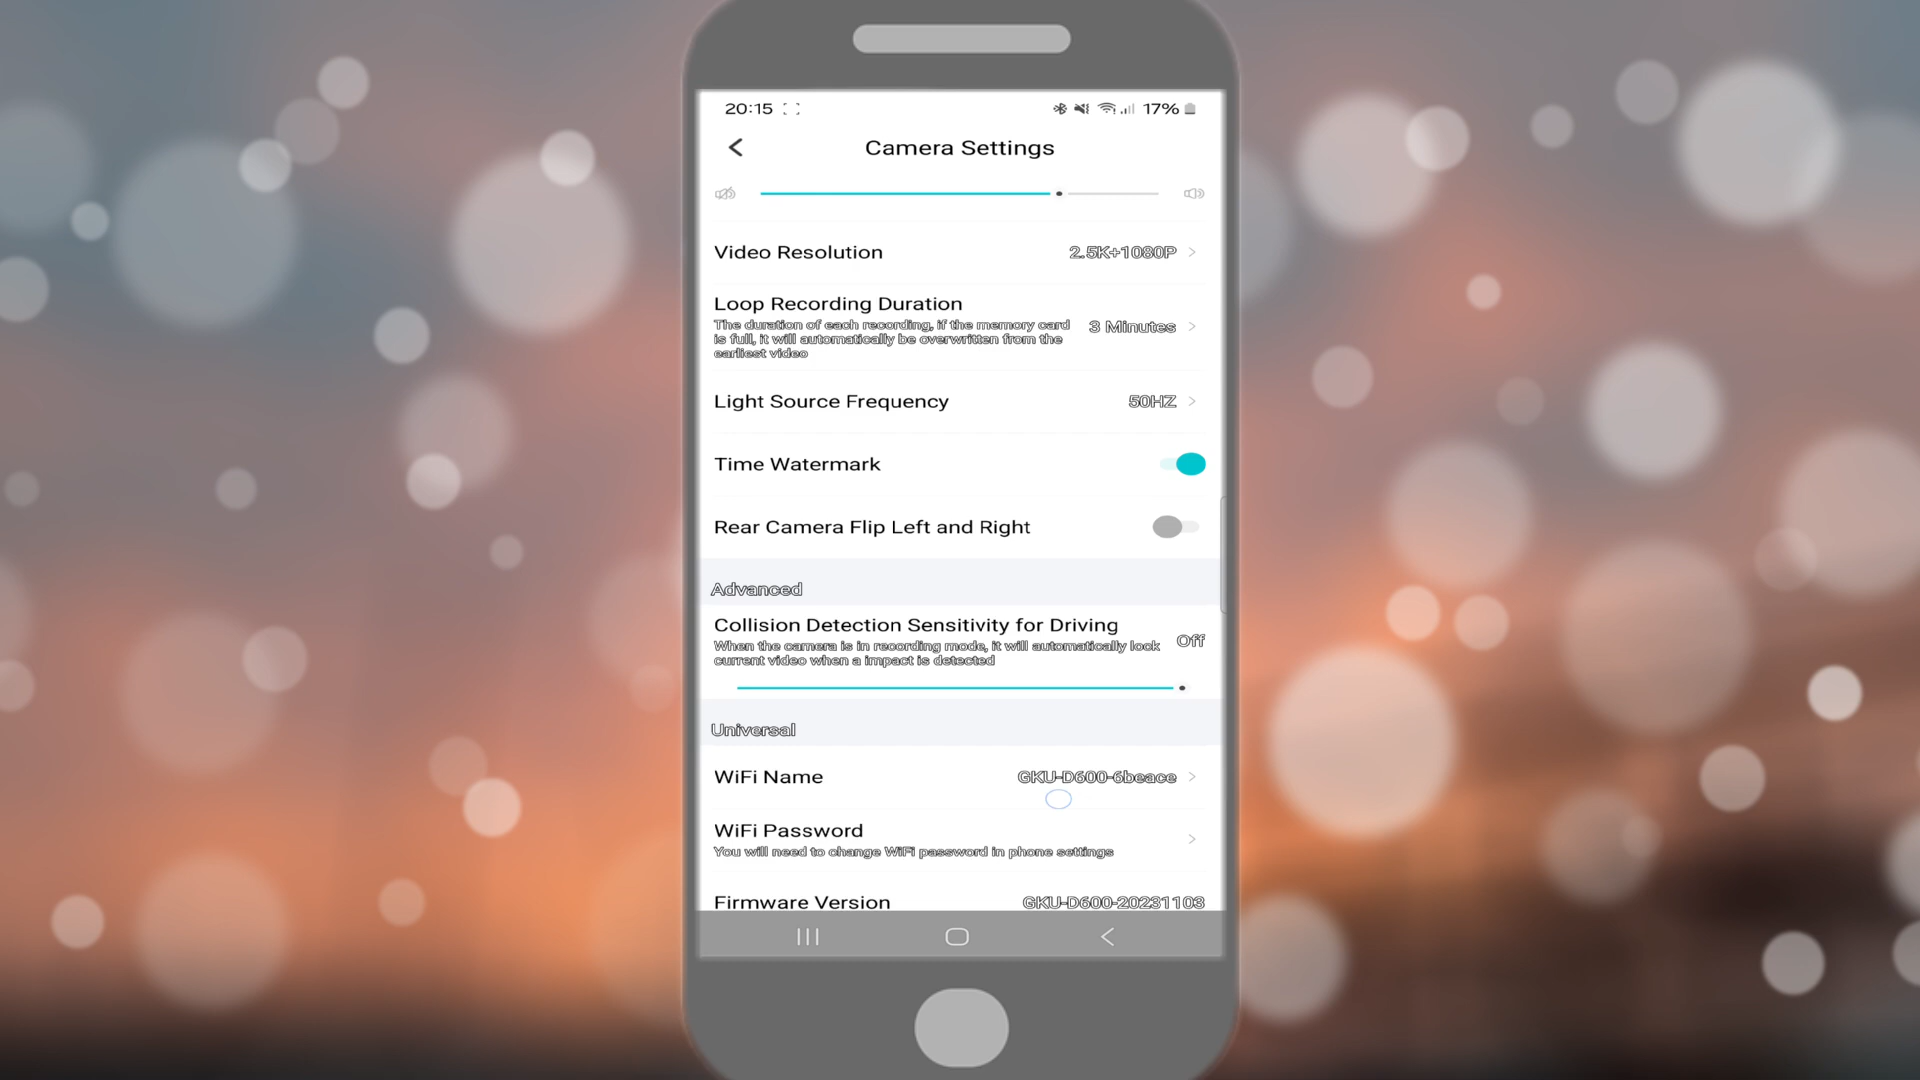 20:15 17%
Camera Settings
Video Resolution 2.5K+1080P
Loop Recording Duration
The duration of each recording, if the memory card
is full, it will automatically be overwritten from the
earliest video
3 Minutes
Light Source Frequency 50HZ
Time Watermark
Rear Camera Flip Left and Right
Advanced
Collision Detection Sensitivity for Driving
When the camera is in recording mode, it will automatically lock
current video when a impact is detected
Off
Universal
WiFi Name GKU-D600-6beace
WiFi Password
You will need to change WiFi password in phone settings
Firmware Version GKU-D600-20231103